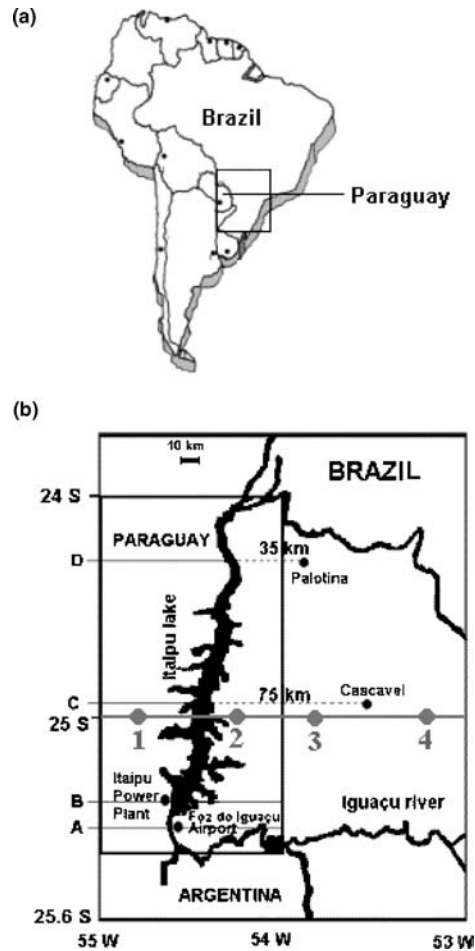 (a)
Brazil
Paraguay
(b)
10 km
BRAZIL
24 S
PARAGUAY
D
35 km
Palotina
Itaipu lake
C
75 km
Cascavel
25 S
1
2
3
4
Itaipu
Power
Plant
B
Foz do Iguaçu
Airport
A
Iguaçu river
ARGENTINA
25.6 S
55 W
54 W
53 W